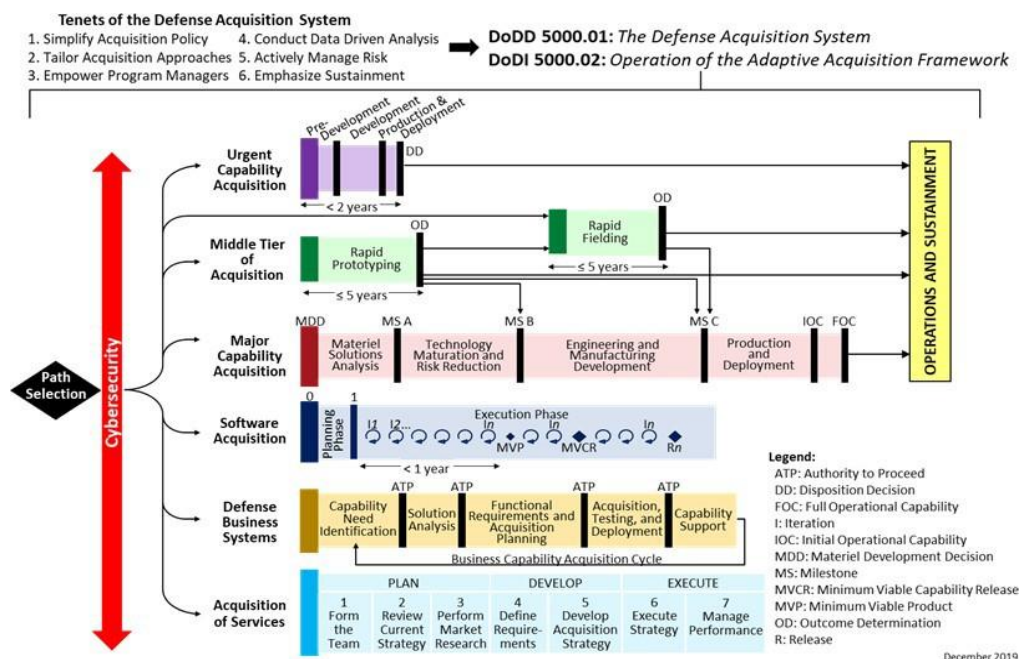 Tenets of the Defense Acquisition System
1. Simplify Acquisition Policy
2. Tailor Acquisition Approaches
3. Empower Program Managers
4. Conduct Data Driven Analysis
5. Actively Manage Risk
6. Emphasize Sustainment
DoDD 5000.01: The Defense Acquisition System
DoDI 5000.02: Operation of the Adaptive Acquisition Framework
Path
Selection
Cybersecurity
Urgent
Capability
Acquisition
Pre-
Development
Development
Production &
Deployment
DD
< 2 years
Middle Tier
of Acquisition
Rapid
Prototyping
OD
≤ 5 years
Rapid
Fielding
OD
≤ 5 years
Major
Capability
Acquisition
MDD
Materiel
Solutions
Analysis
MS A
Technology
Maturation and
Risk Reduction
MS B
Engineering and
Manufacturing
Development
MS C
Production
and
Deployment
IOC
FOC
OPERATIONS AND SUSTAINMENT
Software
Acquisition
0
Planning
Phase
1
Execution Phase
I1
I2...
In
MVP
In
MVCR
In
Rn
< 1 year
Defense
Business
Systems
Capability
Need
Identification
ATP
Solution
Analysis
ATP
Functional
Requirements and
Acquisition
Planning
ATP
Acquisition,
Testing, and
Deployment
ATP
Capability
Support
Business Capability Acquisition Cycle
Acquisition
of Services
PLAN
DEVELOP
EXECUTE
1
Form
the
Team
2
Review
Current
Strategy
3
Perform
Market
Research
4
Define
Require-
ments
5
Develop
Acquisition
Strategy
6
Execute
Strategy
7
Manage
Performance
Legend:
ATP: Authority to Proceed
DD: Disposition Decision
FOC: Full Operational Capability
I: Iteration
IOC: Initial Operational Capability
MDD: Materiel Development Decision
MS: Milestone
MVCR: Minimum Viable Capability Release
MVP: Minimum Viable Product
OD: Outcome Determination
R: Release
December 2019